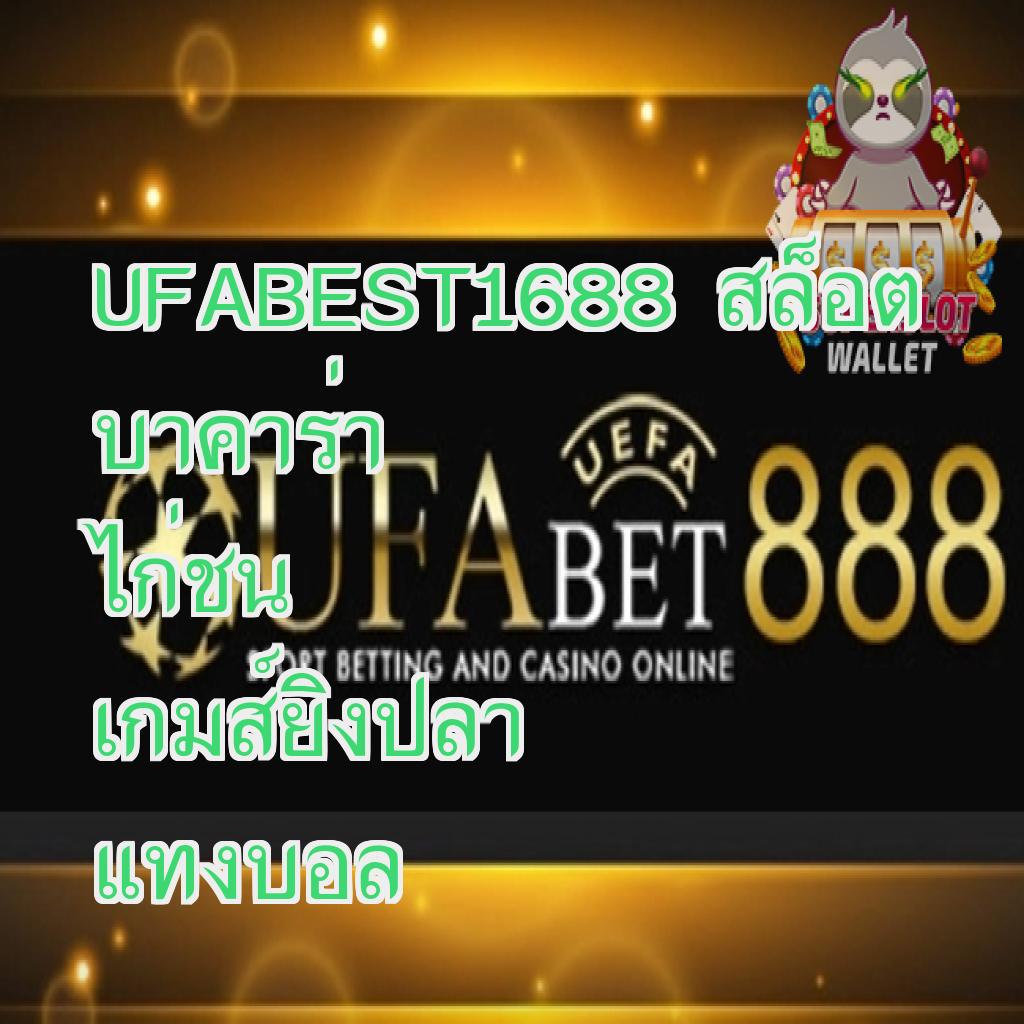 UFABEST1688 สล็อต
WALLET
บาคาร่า
UEFA
UFABET888
ไก่ชน
SPORT BETTING AND CASINO ONLINE
เกมส์ยิงปลา
แทงบอล